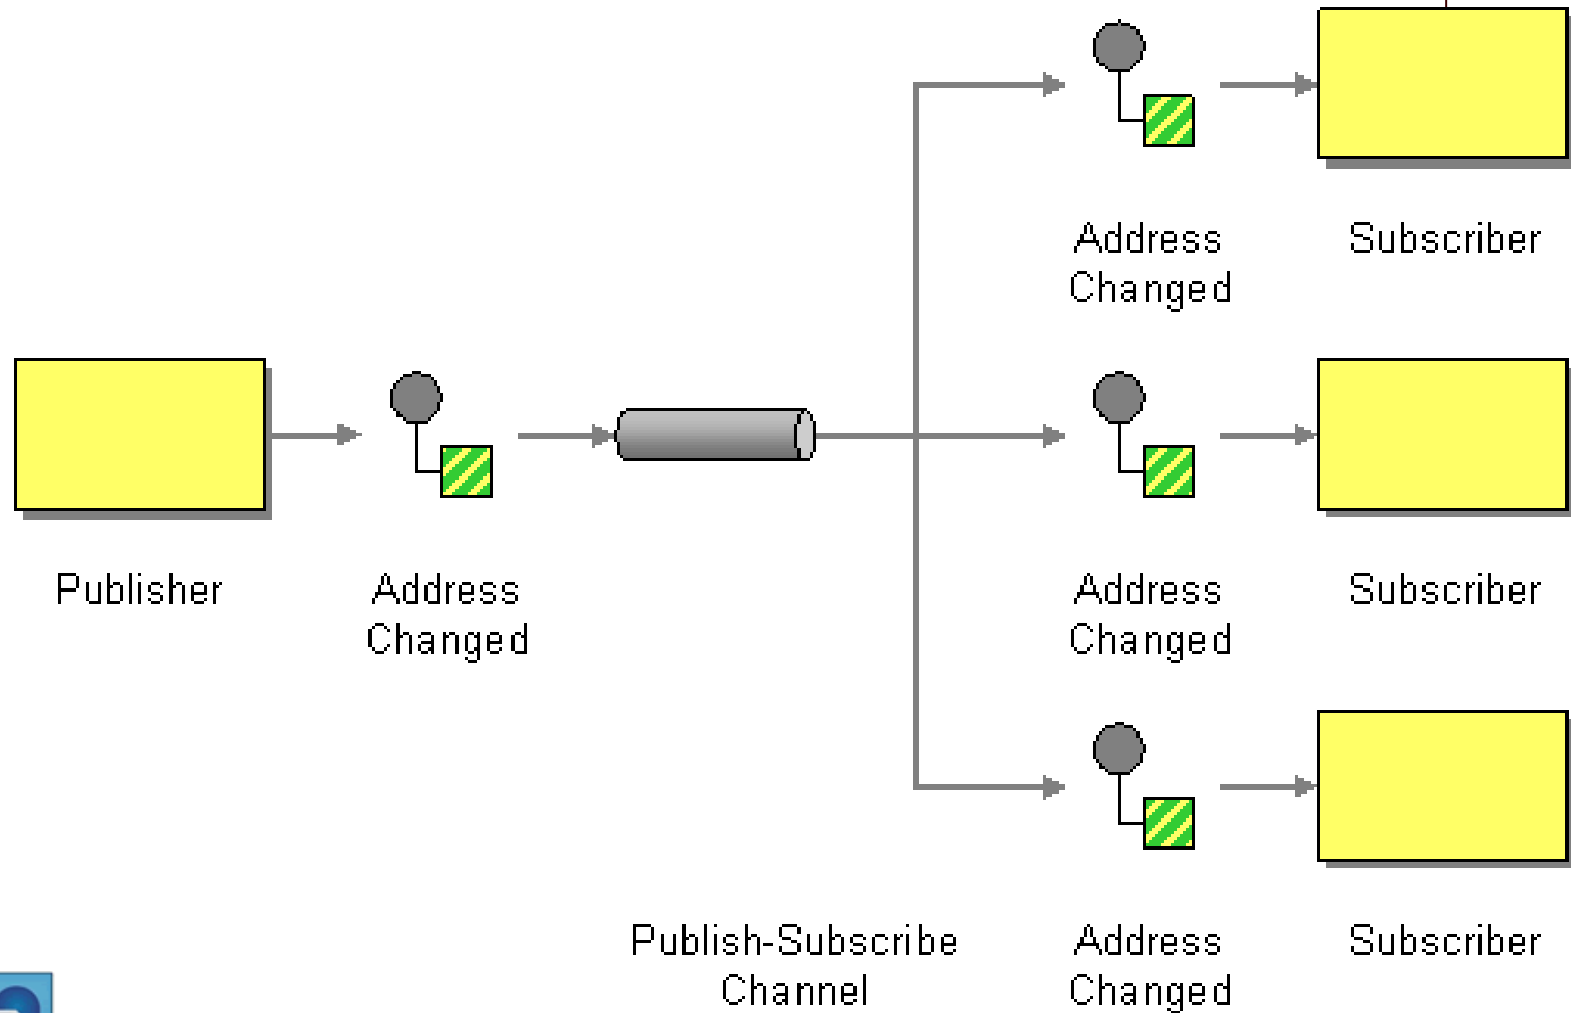 Address
Changed
Subscriber
Publisher
Address
Changed
Address
Changed
Subscriber
Publish-Subscribe
Channel
Address
Changed
Subscriber